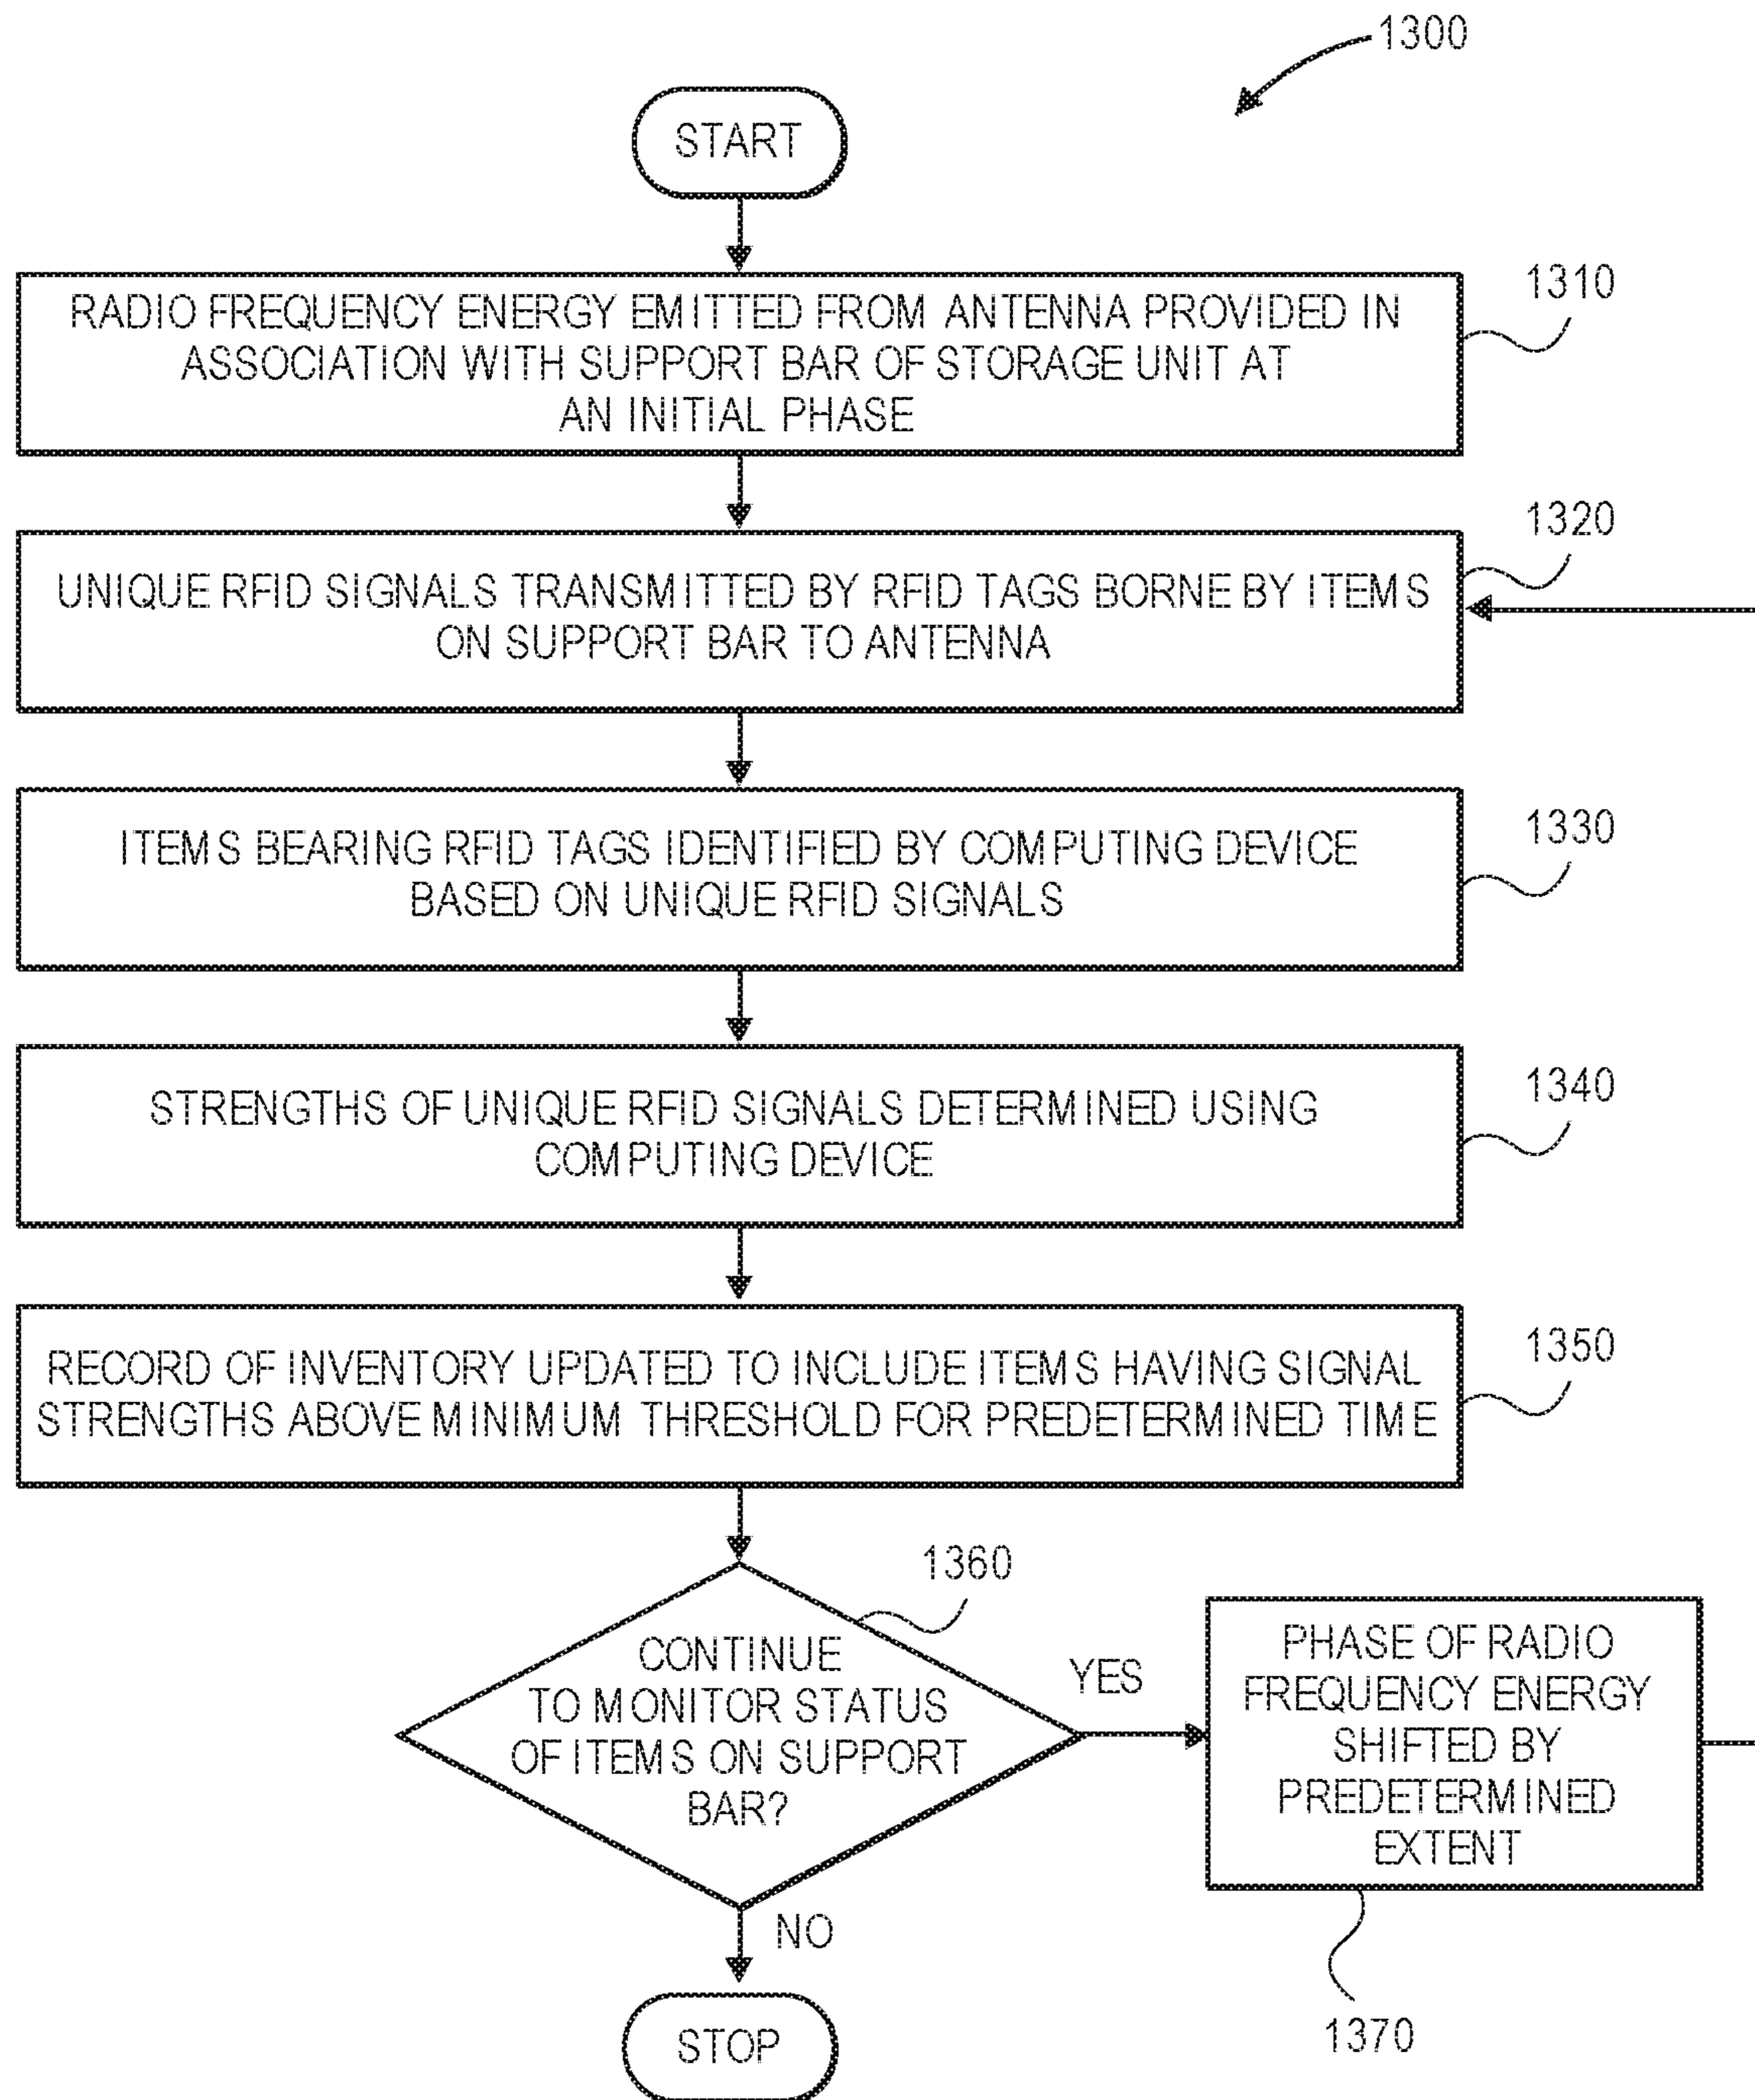 1300
START
RADIO FREQUENCY ENERGY EMITTED FROM ANTENNA PROVIDED IN
ASSOCIATION WITH SUPPORT BAR OF STORAGE UNIT AT
AN INITIAL PHASE
1310
UNIQUE RFID SIGNALS TRANSMITTED BY RFID TAGS BORNE BY ITEMS
ON SUPPORT BAR TO ANTENNA
1320
ITEMS BEARING RFID TAGS IDENTIFIED BY COMPUTING DEVICE
BASED ON UNIQUE RFID SIGNALS
1330
STRENGTHS OF UNIQUE RFID SIGNALS DETERMINED USING
COMPUTING DEVICE
1340
RECORD OF INVENTORY UPDATED TO INCLUDE ITEMS HAVING SIGNAL
STRENGTHS ABOVE MINIMUM THRESHOLD FOR PREDETERMINED TIME
1350
CONTINUE
TO MONITOR STATUS
OF ITEMS ON SUPPORT
BAR?
1360
YES
PHASE OF RADIO
FREQUENCY ENERGY
SHIFTED BY
PREDETERMINED
EXTENT
1370
NO
STOP